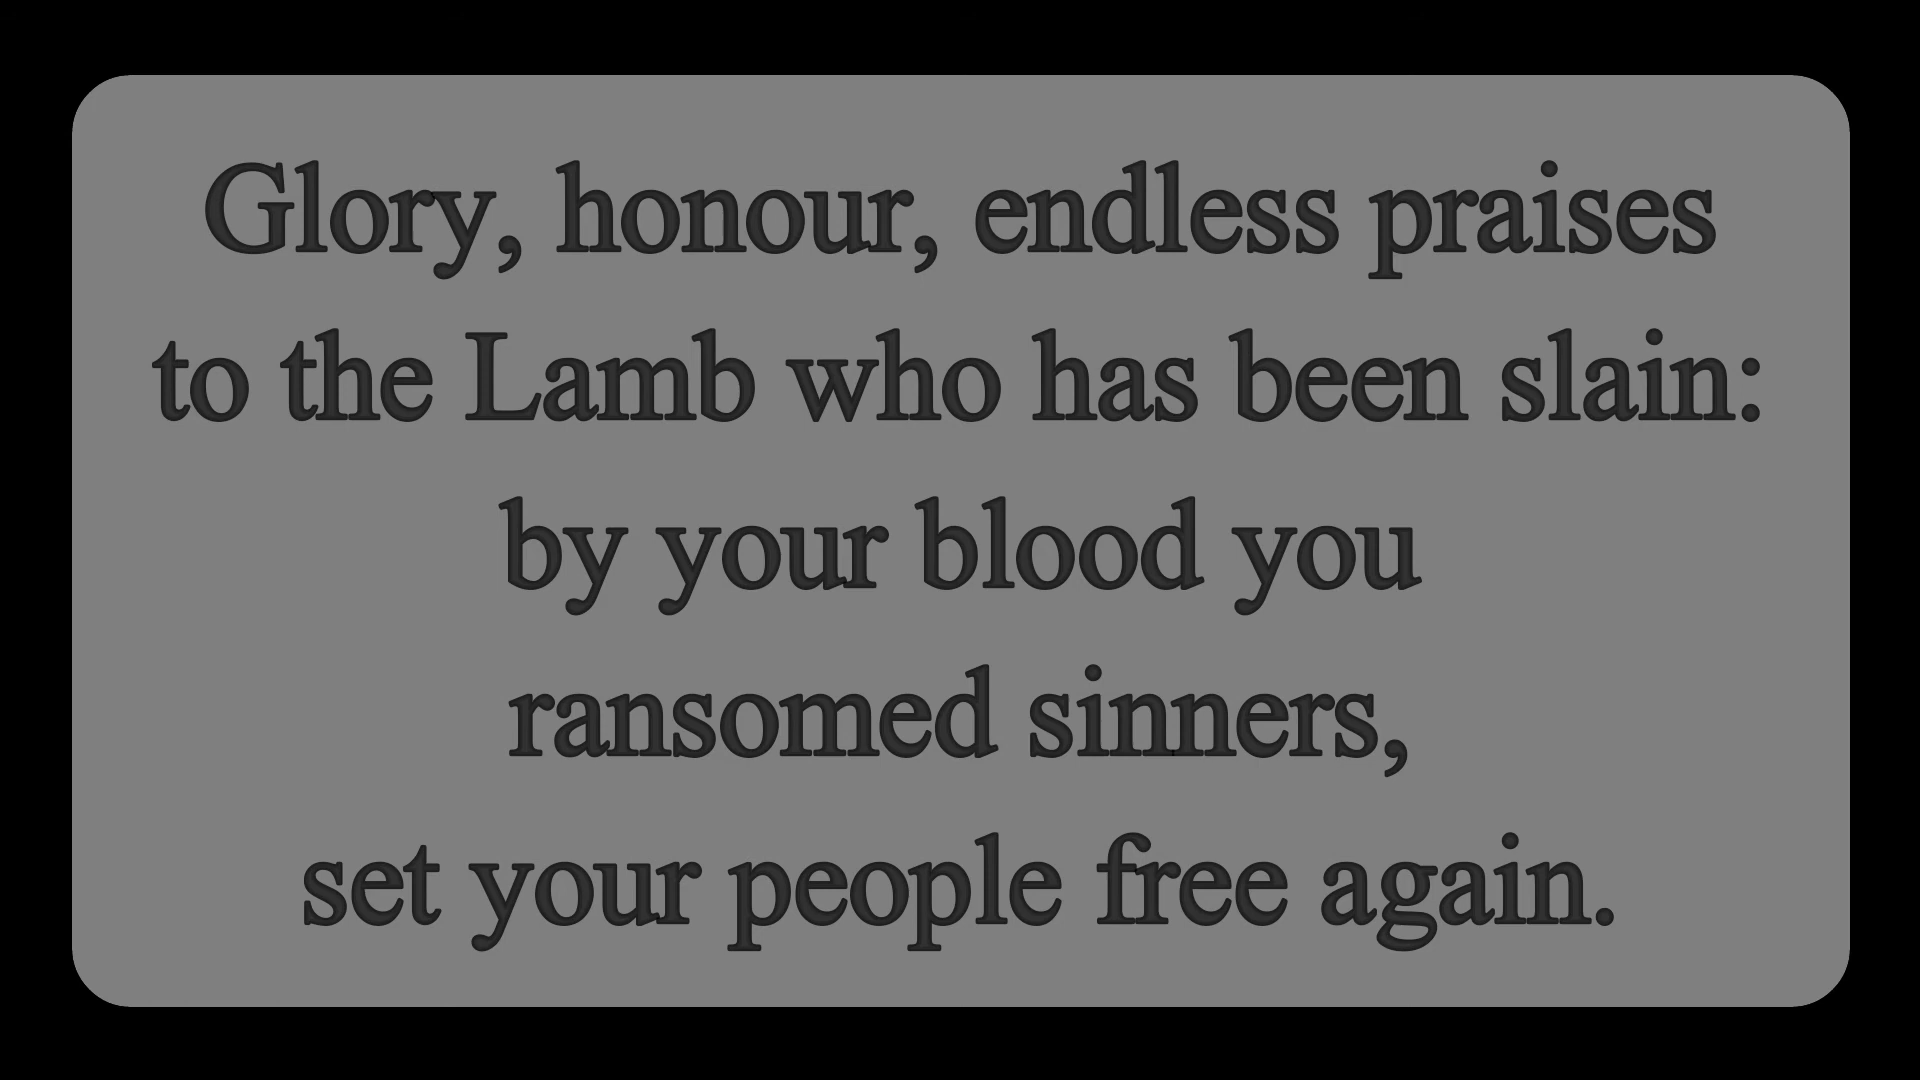 Glory, honour, endless praises
to the Lamb who has been slain:
by your blood you
ransomed sinners,
set your people free again.